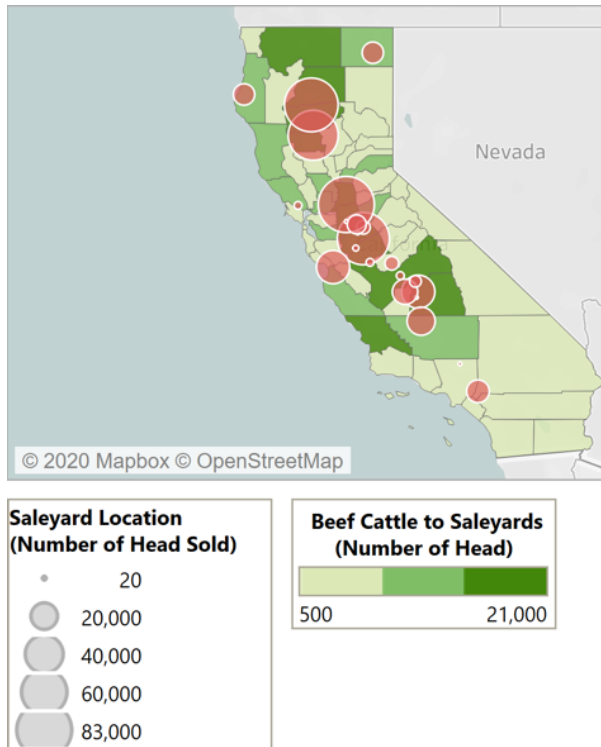 Nevada
© 2020 Mapbox © OpenStreetMap
Saleyard Location
(Number of Head Sold)
20
20,000
40,000
60,000
83,000
Beef Cattle to Saleyards
(Number of Head)
500
21,000